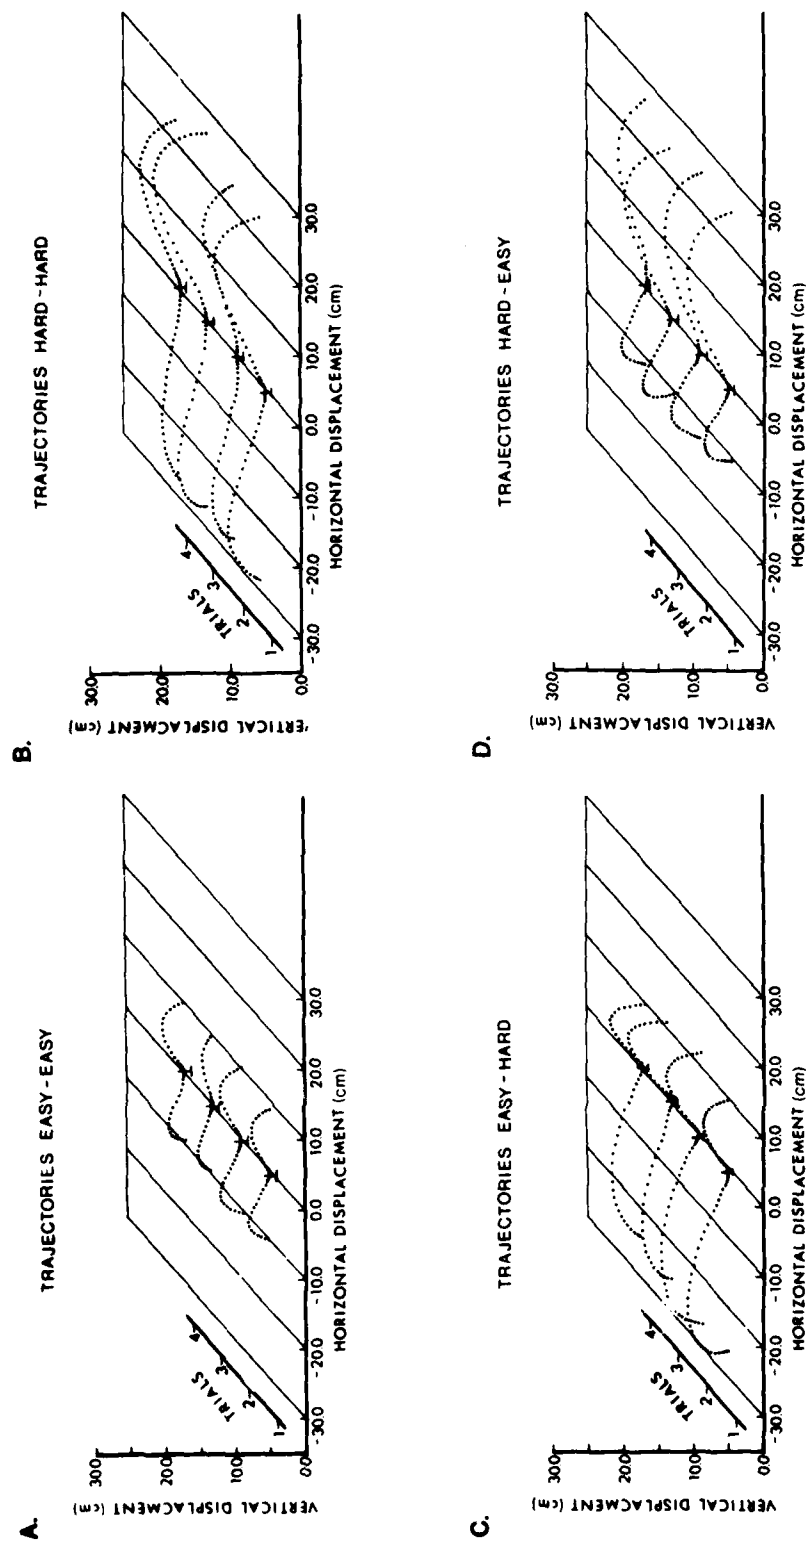 A.
TRAJECTORIES EASY-EASY
VERTICAL DISPLACMENT (cm)
30.0
20.0
10.0
0.0
TRIALS
1
2
3
4
-30.0 -20.0 -10.0 0.0 10.0 20.0 30.0
HORIZONTAL DISPLACEMENT (cm)
B.
TRAJECTORIES HARD-HARD
ERTICAL DISPLACMENT (cm)
30.0
20.0
10.0
0.0
TRIALS
1
2
3
4
-30.0 -20.0 -10.0 0.0 10.0 20.0 30.0
HORIZONTAL DISPLACEMENT (cm)
C.
TRAJECTORIES EASY-HARD
VERTICAL DISPLACMENT (cm)
30.0
20.0
10.0
0.0
TRIALS
1
2
3
4
-30.0 -20.0 -10.0 0.0 10.0 20.0 30.0
HORIZONTAL DISPLACEMENT (cm)
D.
TRAJECTORIES HARD-EASY
VERTICAL DISPLACMENT (cm)
30.0
20.0
10.0
0.0
TRIALS
1
2
3
4
-30.0 -20.0 -10.0 0.0 10.0 20.0 30.0
HORIZONTAL DISPLACEMENT (cm)